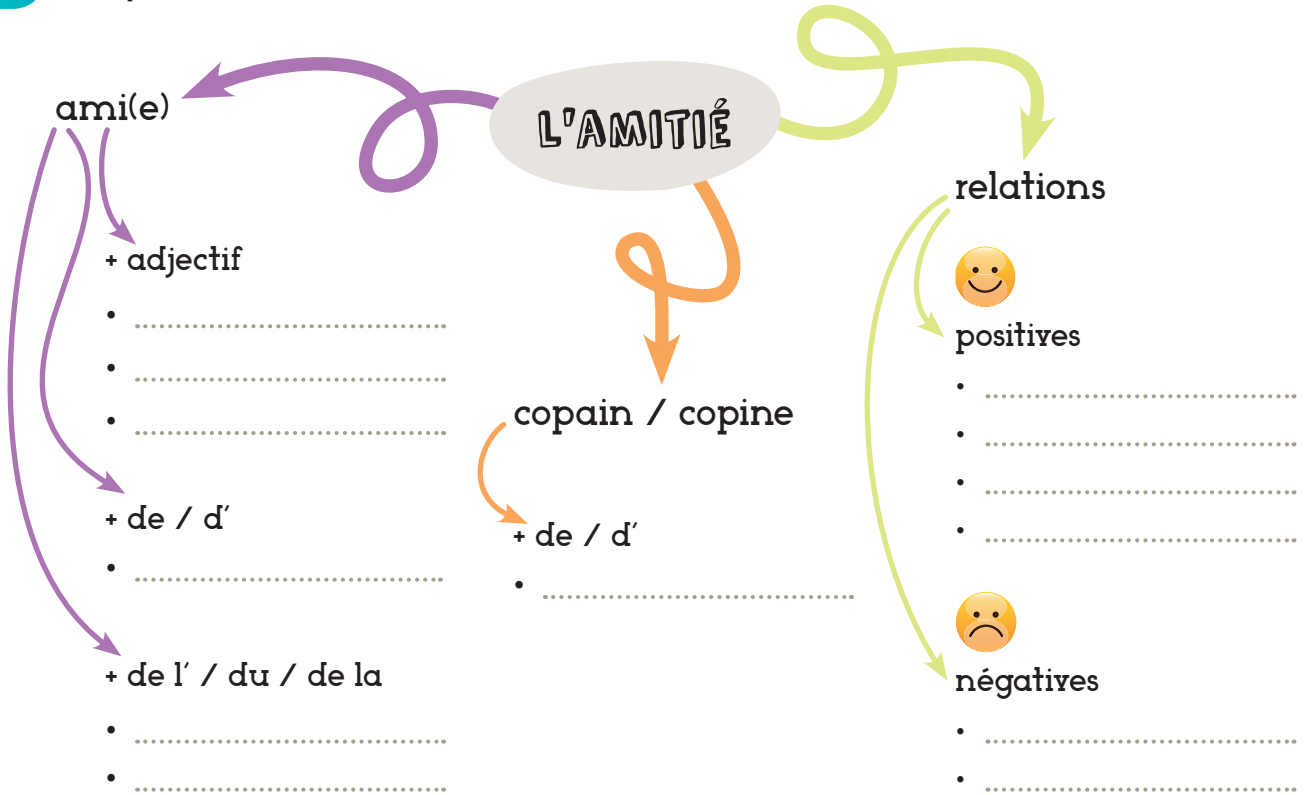 L'AMITIÉ
ami(e)
+ adjectif
•
•
•
+ de / d'
•
+ de l' / du / de la
•
•
copain / copine
+ de / d'
•
relations
positives
•
•
•
•
négatives
•
•